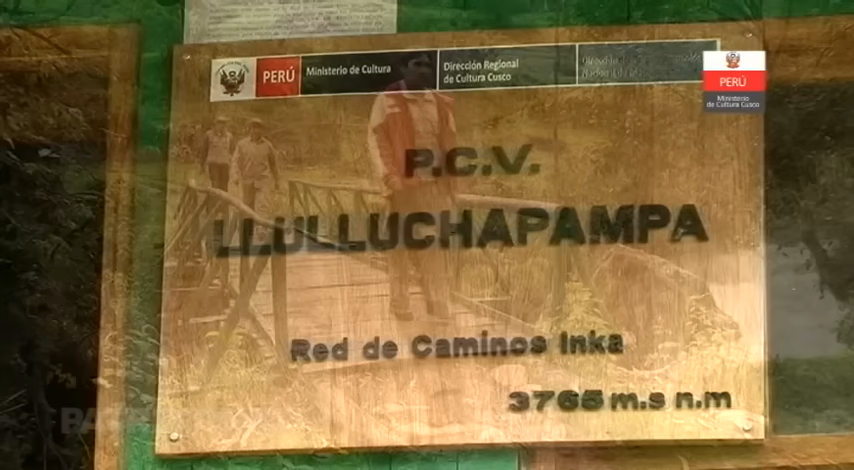 PERÚ
Ministerio de Cultura
Dirección Regional
de Cultura Cusco
PERÚ
Ministerio
de Cultura Cusco
P.C.V.
LLULLUCHAPAMPA
Red de Caminos Inka
3765 m.s n.m